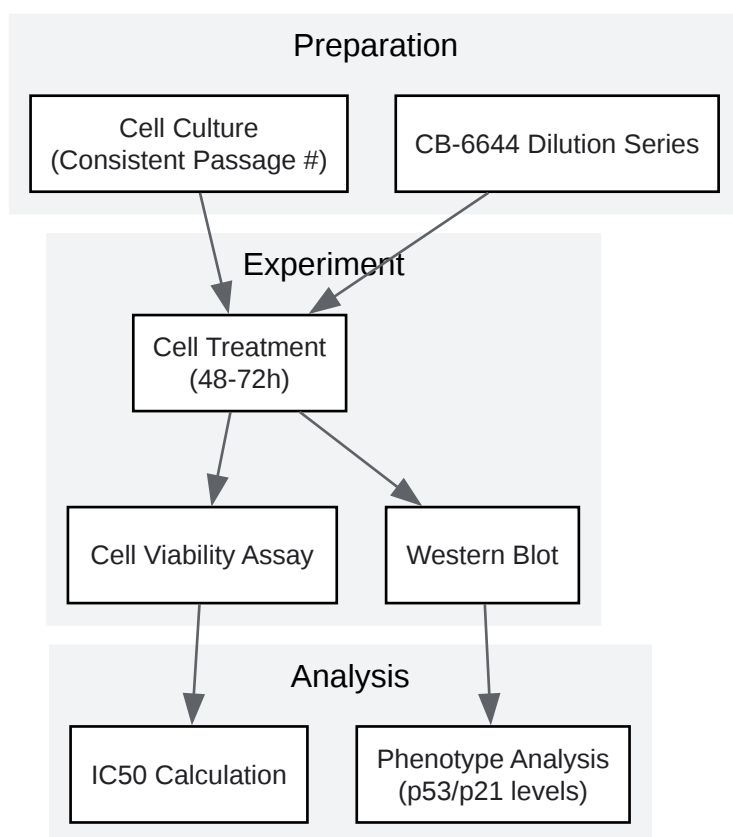 Preparation
Cell Culture
(Consistent Passage #)
CB-6644 Dilution Series
Experiment
Cell Treatment
(48-72h)
Cell Viability Assay
Western Blot
Analysis
IC50 Calculation
Phenotype Analysis
(p53/p21 levels)